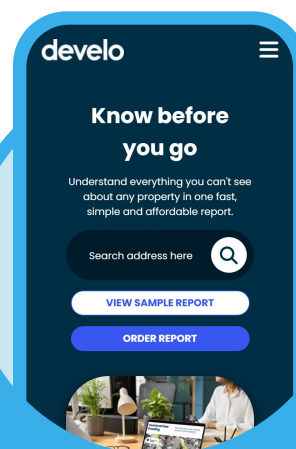 develo
Know before
you go
Understand everything you can't see
about any property in one fast,
simple and affordable report.
Search address here
VIEW SAMPLE REPORT
ORDER REPORT